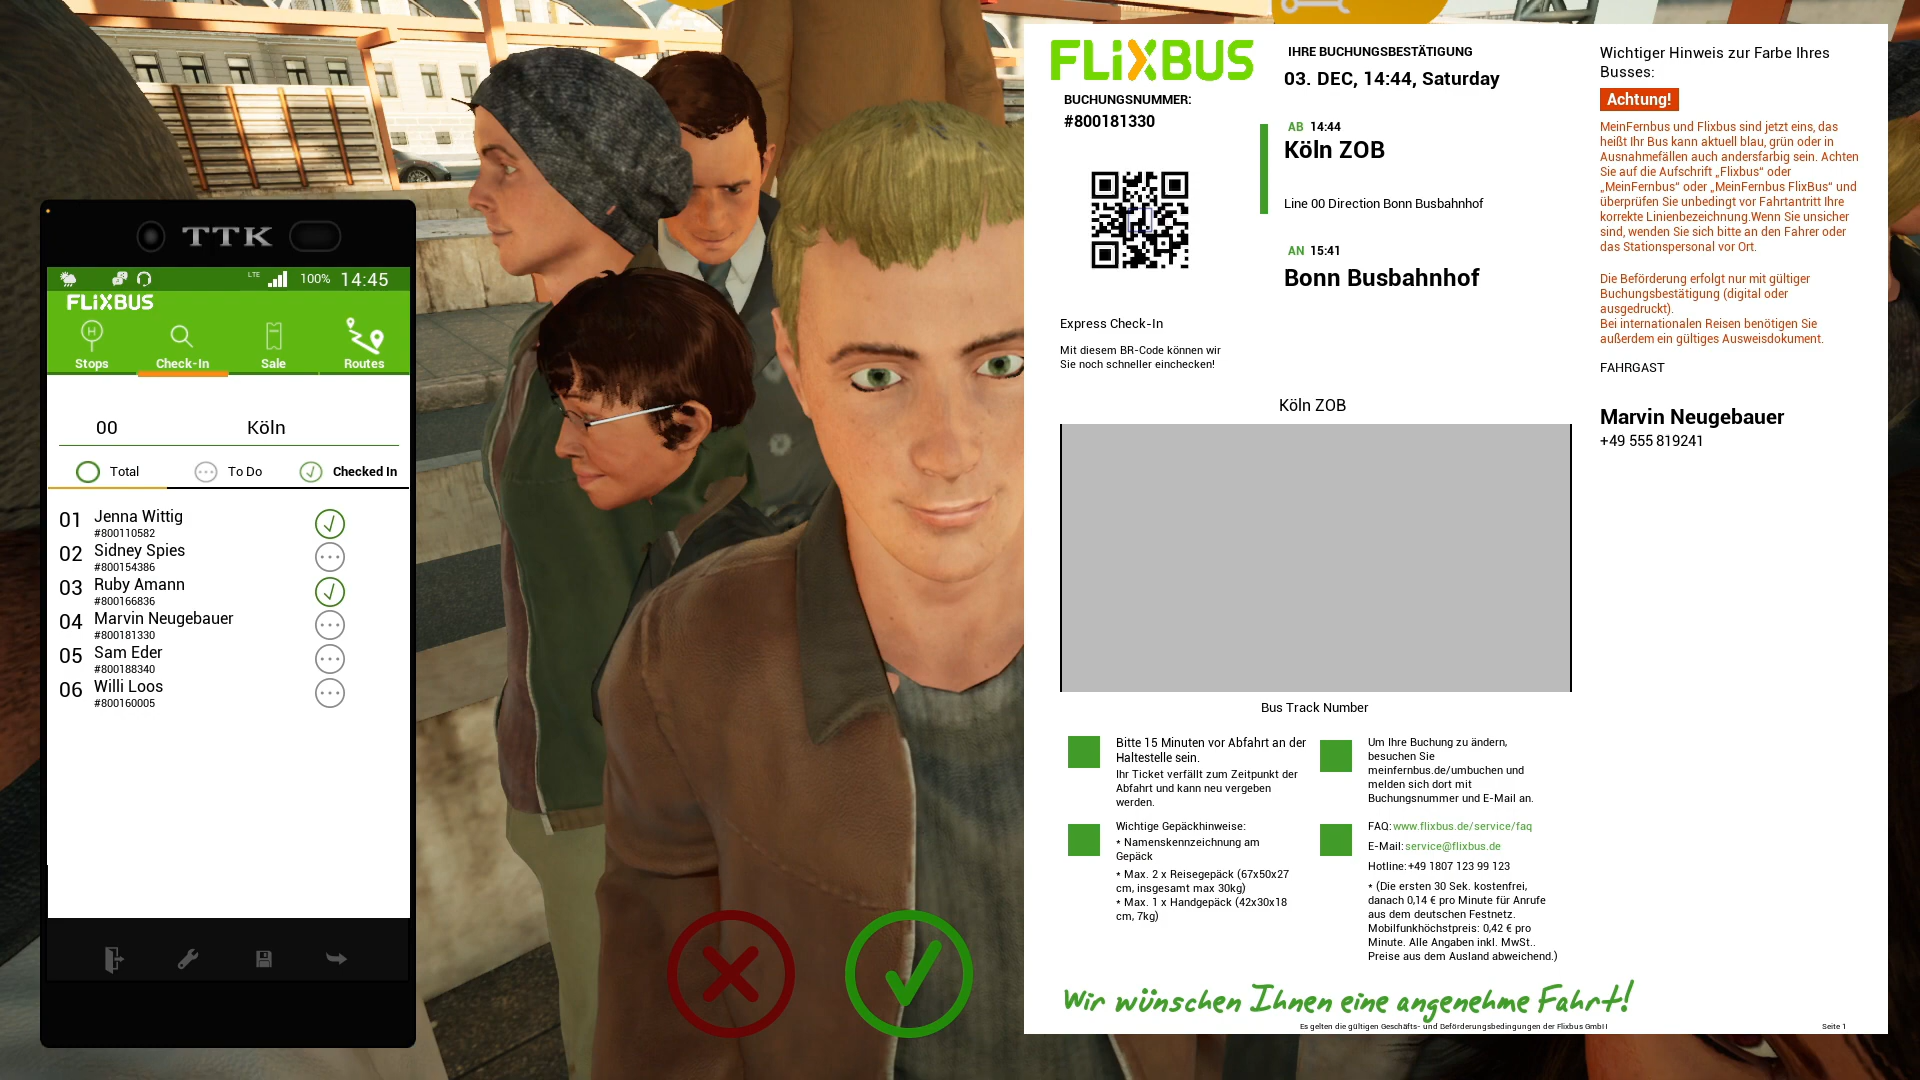 TTK
LTE 100% 14:45
FLiXBUS
Stops Check-In Sale Routes
00 Köln
Total To Do Checked In
01 Jenna Wittig
#800110582
02 Sidney Spies
#800154386
03 Ruby Amann
#800166836
04 Marvin Neugebauer
#800181330
05 Sam Eder
#800188340
06 Willi Loos
#800160005
FLiXBUS
BUCHUNGSNUMMER:
#800181330
IHRE BUCHUNGSBESTÄTIGUNG
03. DEC, 14:44, Saturday
AB 14:44
Köln ZOB
Line 00 Direction Bonn Busbahnhof
AN 15:41
Bonn Busbahnhof
Express Check-In
Mit diesem BR-Code können wir
Sie noch schneller einchecken!
Köln ZOB
Bus Track Number
Bitte 15 Minuten vor Abfahrt an der
Haltestelle sein.
Ihr Ticket verfällt zum Zeitpunkt der
Abfahrt und kann neu vergeben
werden.
Wichtige Gepäckhinweise:
* Namenskennzeichnung am
Gepäck
* Max. 2 x Reisegepäck (67x50x27
cm, insgesamt max 30kg)
* Max. 1 x Handgepäck (42x30x18
cm, 7kg)
Um Ihre Buchung zu ändern,
besuchen Sie
meinfernbus.de/umbuchen und
melden sich dort mit
Buchungsnummer und E-Mail an.
FAQ: www.flixbus.de/service/faq
E-Mail: service@flixbus.de
Hotline: +49 1807 123 99 123
* (Die ersten 30 Sek. kostenfrei,
danach 0,14 € pro Minute für Anrufe
aus dem deutschen Festnetz.
Mobilfunkhöchstpreis: 0,42 € pro
Minute. Alle Angaben inkl. MwSt..
Preise aus dem Ausland abweichend.)
Wichtiger Hinweis zur Farbe Ihres
Busses:
Achtung!
MeinFernbus und Flixbus sind jetzt eins, das
heißt Ihr Bus kann aktuell blau, grün oder in
Ausnahmefällen auch andersfarbig sein. Achten
Sie auf die Aufschrift „Flixbus“ oder
„MeinFernbus“ oder „MeinFernbus FlixBus“ und
überprüfen Sie unbedingt vor Fahrtantritt Ihre
korrekte Linienbezeichnung.Wenn Sie unsicher
sind, wenden Sie sich bitte an den Fahrer oder
das Stationspersonal vor Ort.
Die Beförderung erfolgt nur mit gültiger
Buchungsbestätigung (digital oder
ausgedruckt).
Bei internationalen Reisen benötigen Sie
außerdem ein gültiges Ausweisdokument.
FAHRGAST
Marvin Neugebauer
+49 555 819241
Wir wünschen Ihnen eine angenehme Fahrt!
Es gelten die gültigen Geschäfts- und Beförderungsbedingungen der Flixbus GmbH
Seite 1